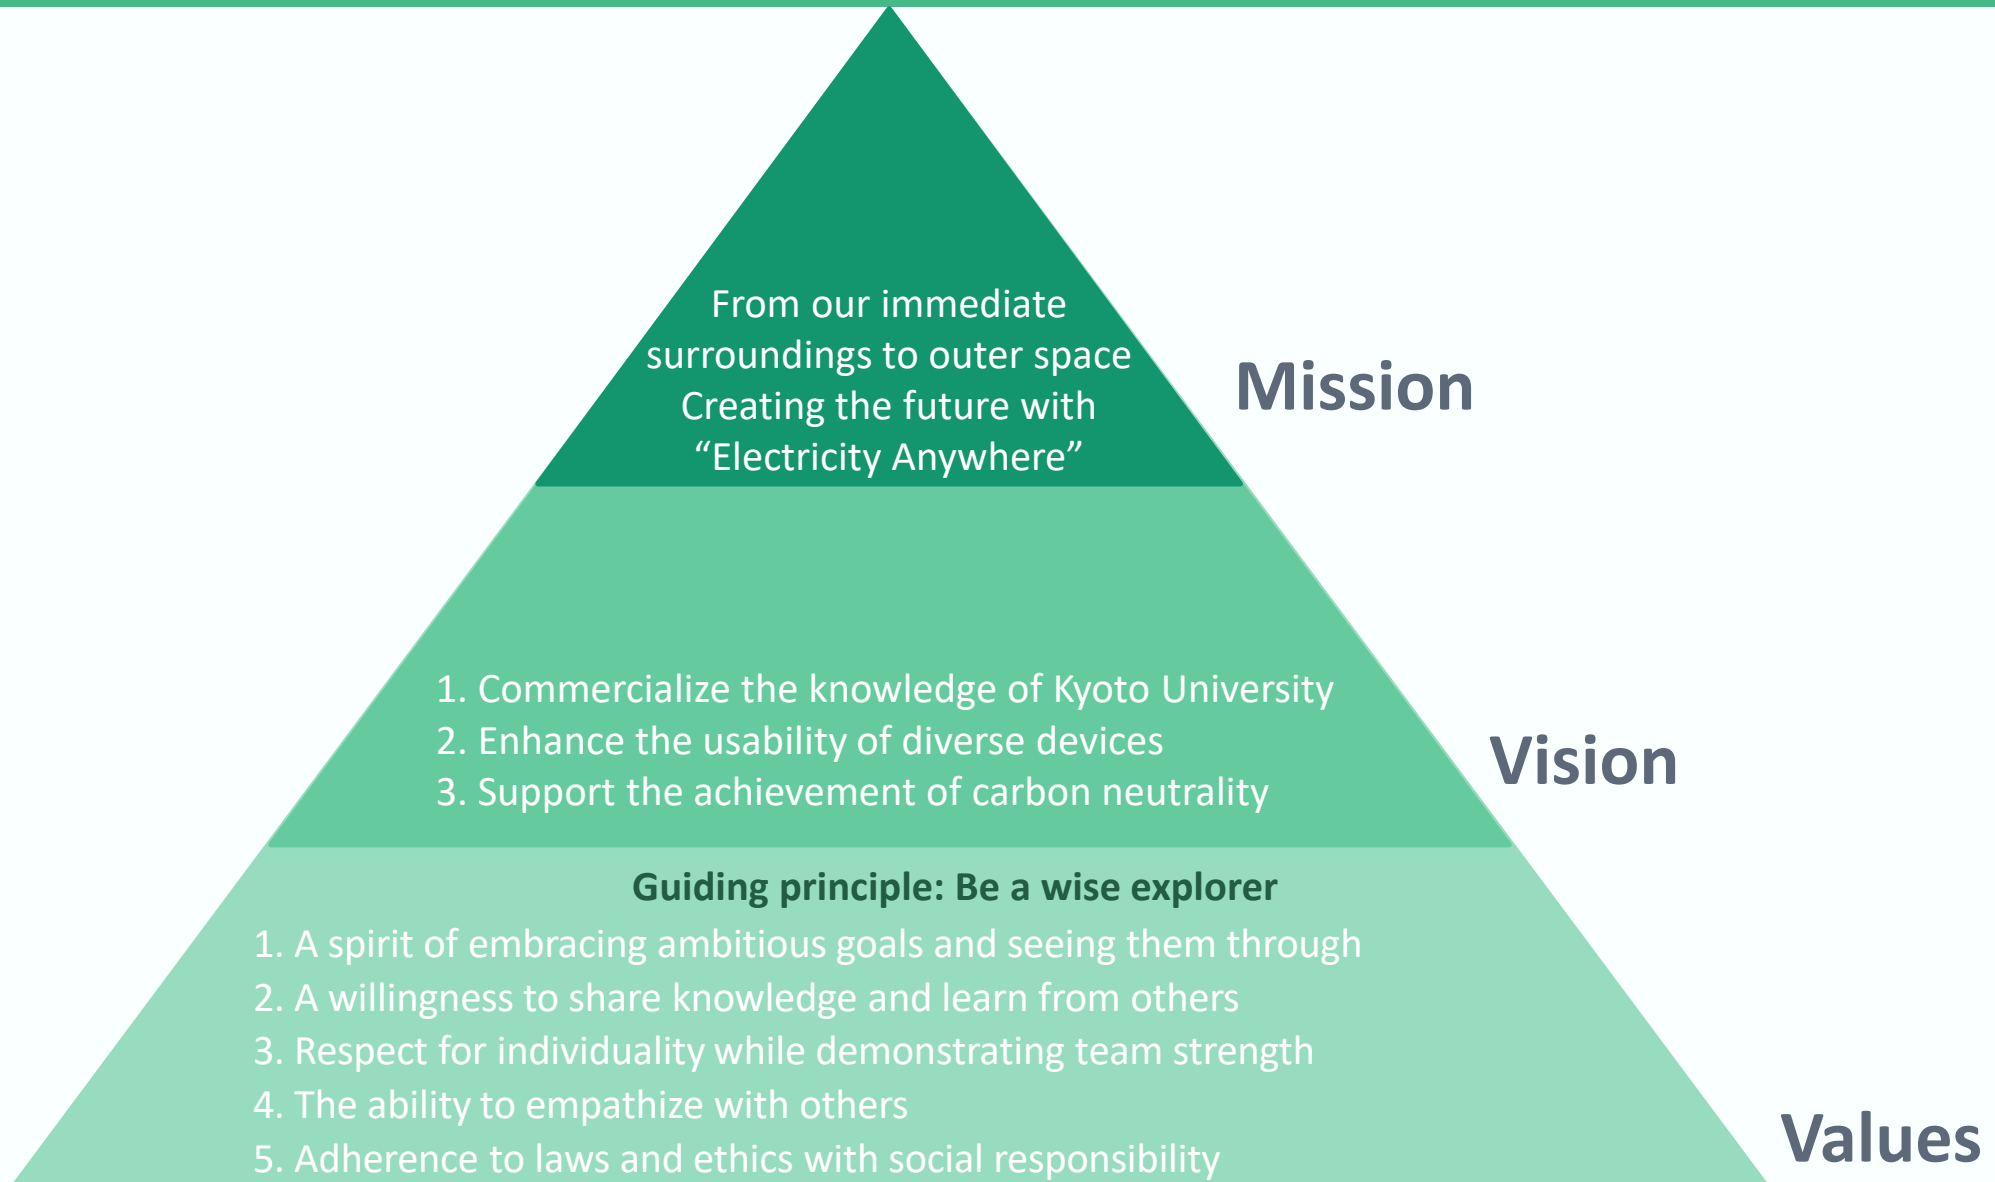 From our immediate
surroundings to outer space
Creating the future with
“Electricity Anywhere”
Mission
1. Commercialize the knowledge of Kyoto University
2. Enhance the usability of diverse devices
3. Support the achievement of carbon neutrality
Vision
Guiding principle: Be a wise explorer
1. A spirit of embracing ambitious goals and seeing them through
2. A willingness to share knowledge and learn from others
3. Respect for individuality while demonstrating team strength
4. The ability to empathize with others
5. Adherence to laws and ethics with social responsibility
Values